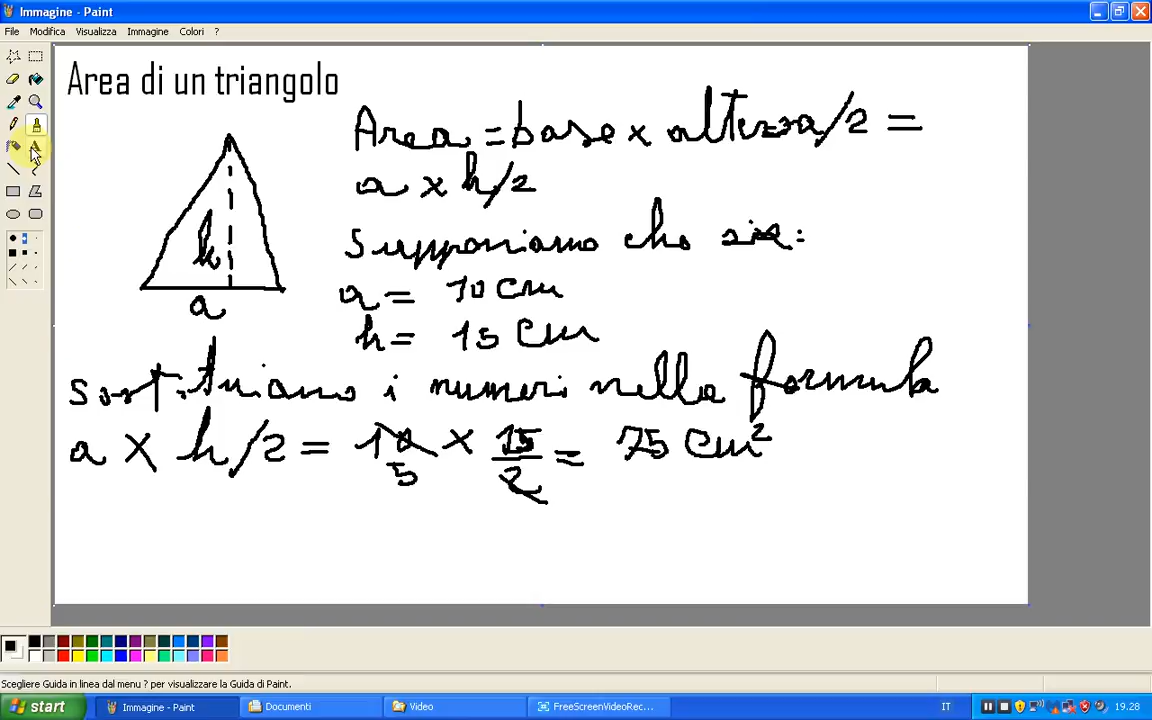 Immagine - Paint
File Modifica Visualizza Immagine Colori ?
Area di un triangolo
Area = base x altezza/2 =
a x h/2
h
Supponiamo che sia:
a = 10 cm
a
h = 15 cm
sostituiamo i numeri nella formula
a X h/2 = 10 x 15/2 = 75 cm²
5
Scegliere Guida in linea dal menu ? per visualizzare la Guida di Paint.
start Immagine - Paint Documenti Video FreeScreenVideoRec... IT 19.28